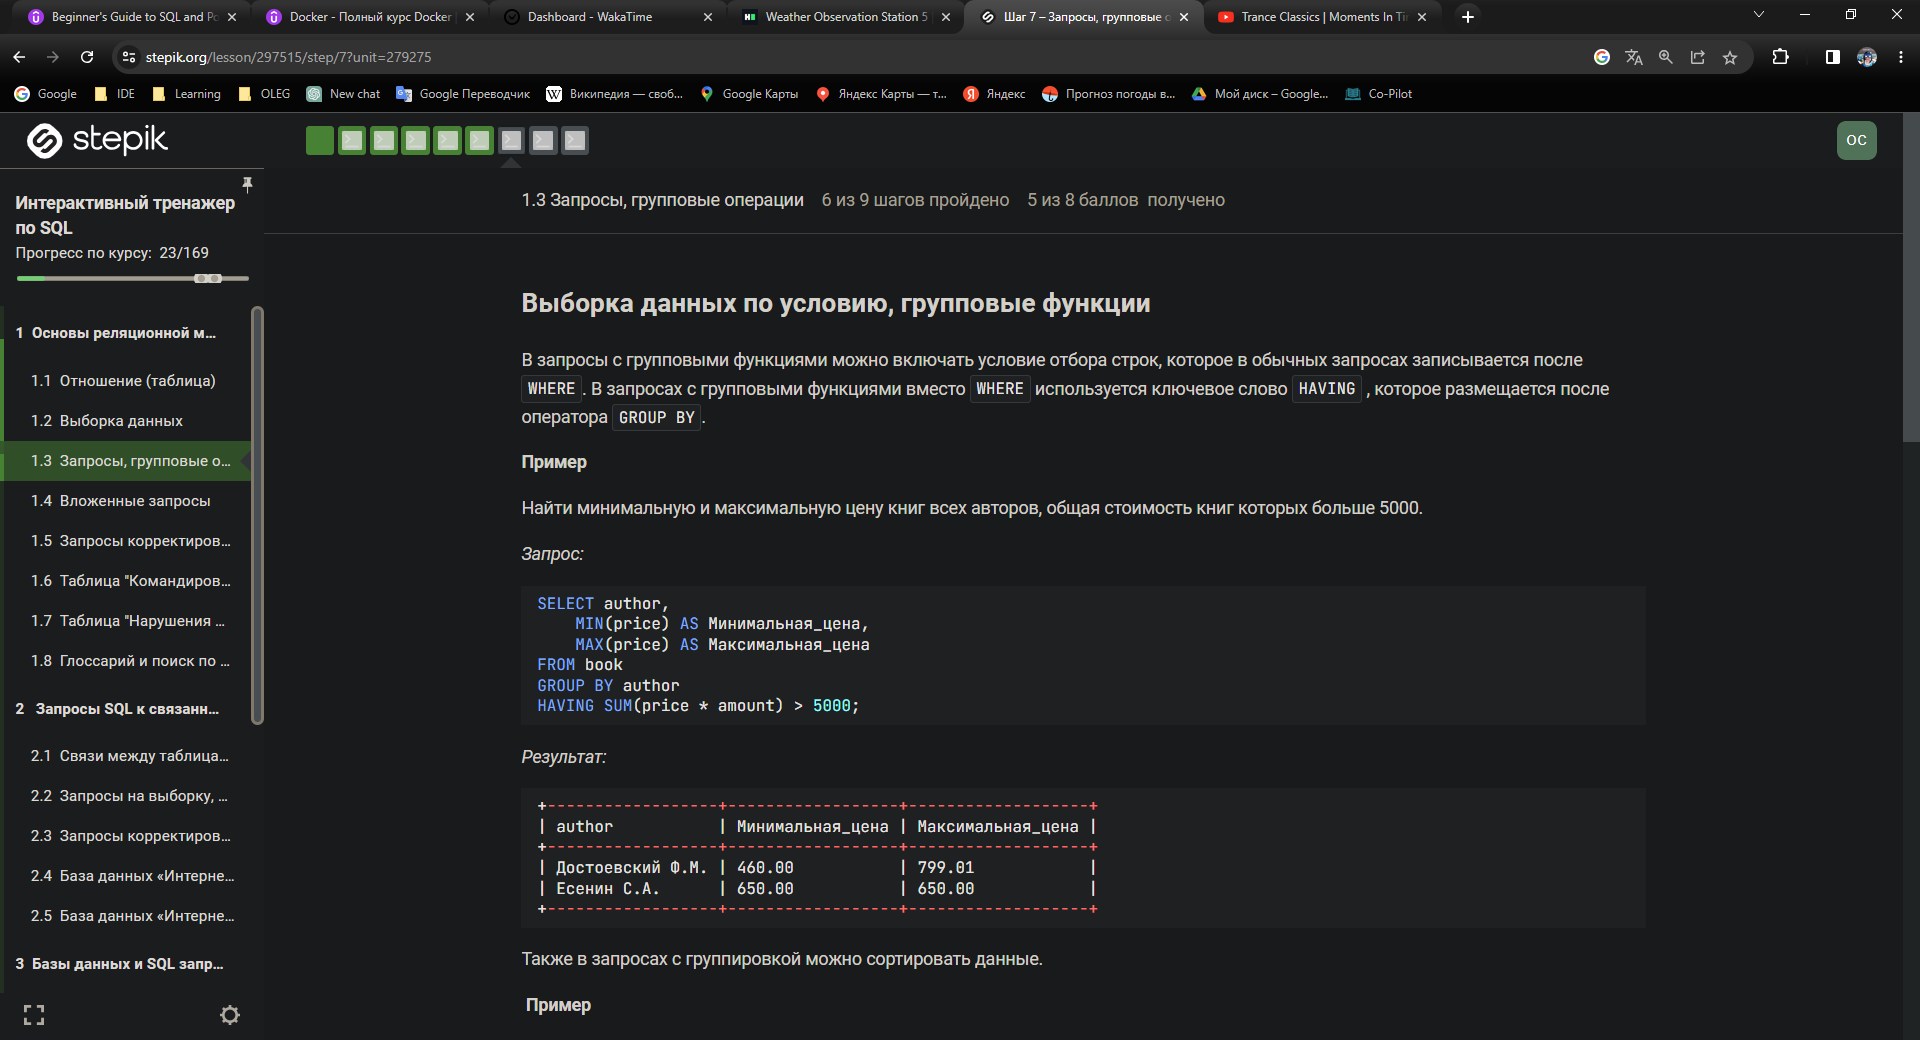 Beginner's Guide to SQL and Po
Docker - Полный курс Docker
Dashboard - WakaTime
Weather Observation Station 5
Шаг 7 – Запросы, групповые о
Trance Classics | Moments In Ti
stepik.org/lesson/297515/step/7?unit=279275
Google
IDE
Learning
OLEG
New chat
Google Переводчик
Википедия — своб...
Google Карты
Яндекс Карты — т...
Яндекс
Прогноз погоды в...
Мой диск – Google...
Co-Pilot
stepik
OC
1.3 Запросы, групповые операции 6 из 9 шагов пройдено 5 из 8 баллов получено
Интерактивный тренажер
по SQL
Прогресс по курсу: 23/169
1 Основы реляционной м...
1.1 Отношение (таблица)
1.2 Выборка данных
1.3 Запросы, групповые о...
1.4 Вложенные запросы
1.5 Запросы корректиров...
1.6 Таблица "Командиров...
1.7 Таблица "Нарушения ...
1.8 Глоссарий и поиск по ...
2 Запросы SQL к связанн...
2.1 Связи между таблица...
2.2 Запросы на выборку, ...
2.3 Запросы корректиров...
2.4 База данных «Интерне...
2.5 База данных «Интерне...
3 Базы данных и SQL запр...
Выборка данных по условию, групповые функции
В запросы с групповыми функциями можно включать условие отбора строк, которое в обычных запросах записывается после
WHERE . В запросах с групповыми функциями вместо WHERE используется ключевое слово HAVING , которое размещается после
оператора GROUP BY .
Пример
Найти минимальную и максимальную цену книг всех авторов, общая стоимость книг которых больше 5000.
Запрос:
SELECT author,
MIN(price) AS Минимальная_цена,
MAX(price) AS Максимальная_цена
FROM book
GROUP BY author
HAVING SUM(price * amount) > 5000;
Результат:
+------------------+------------------+-------------------+
| author | Минимальная_цена | Максимальная_цена |
+------------------+------------------+-------------------+
| Достоевский Ф.М. | 460.00 | 799.01 |
| Есенин С.А. | 650.00 | 650.00 |
+------------------+------------------+-------------------+
Также в запросах с группировкой можно сортировать данные.
Пример